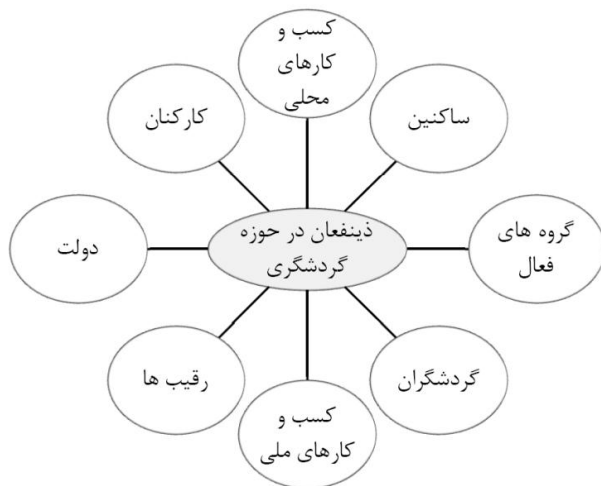 کسب و
کارهای
محلی
ساکنین
کارکنان
گروه های
فعال
ذینفعان در حوزه
گردشگری
دولت
گردشگران
رقیب ها
کسب و
کارهای ملی